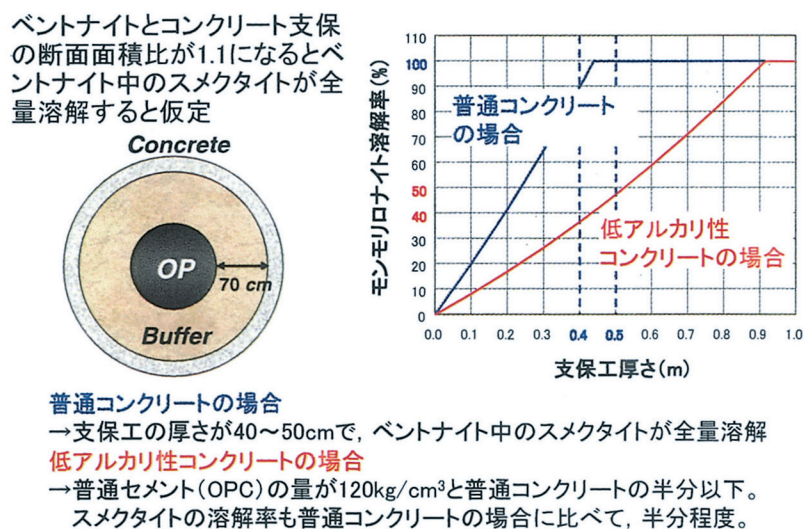 ベントナイトとコンクリート支保
の断面面積比が1.1になるとベ
ントナイト中のスメクタイトが全
量溶解すると仮定
Concrete
OP
70 cm
Buffer
モンモリロナイト溶解率(%)
110
100
90
80
70
60
50
40
30
20
10
0
普通コンクリート
の場合
低アルカリ性
コンクリートの場合
0.0 0.1 0.2 0.3 0.4 0.5 0.6 0.7 0.8 0.9 1.0
支保工厚さ(m)
普通コンクリートの場合
→支保工の厚さが40～50cmで, ベントナイト中のスメクタイトが全量溶解
低アルカリ性コンクリートの場合
→普通セメント(OPC)の量が120kg/cm³と普通コンクリートの半分以下。
スメクタイトの溶解率も普通コンクリートの場合に比べて, 半分程度。